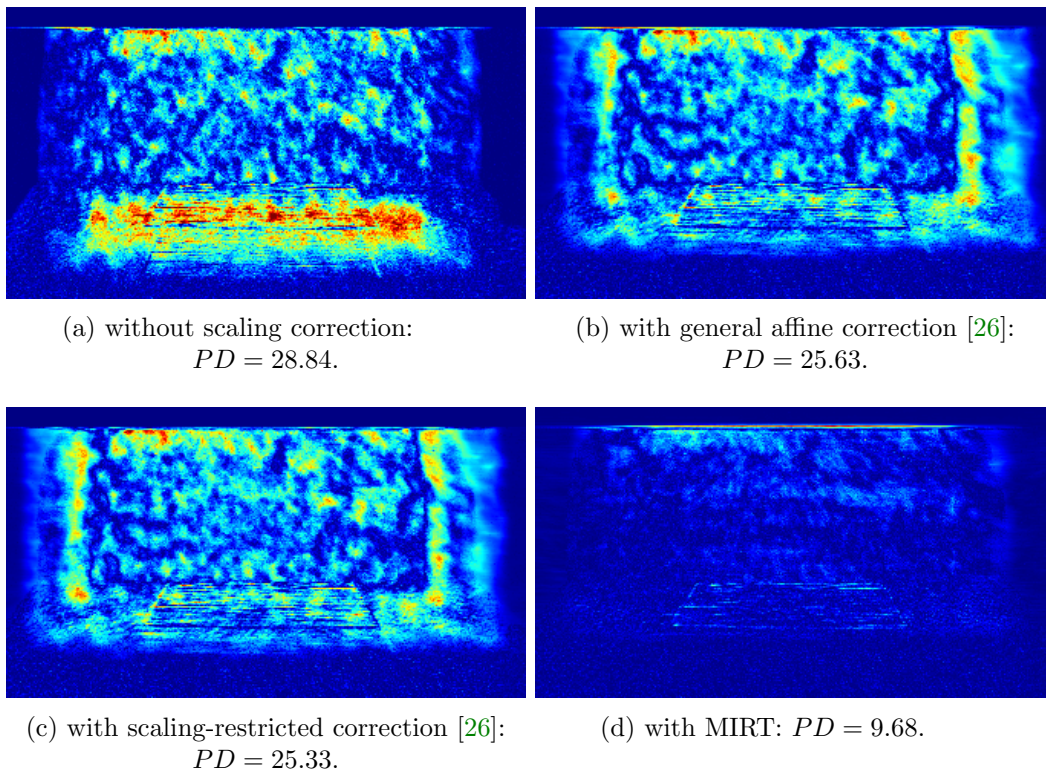 (a) without scaling correction:
PD = 28.84.
(b) with general affine correction [26]:
PD = 25.63.
(c) with scaling-restricted correction [26]:
PD = 25.33.
(d) with MIRT: PD = 9.68.